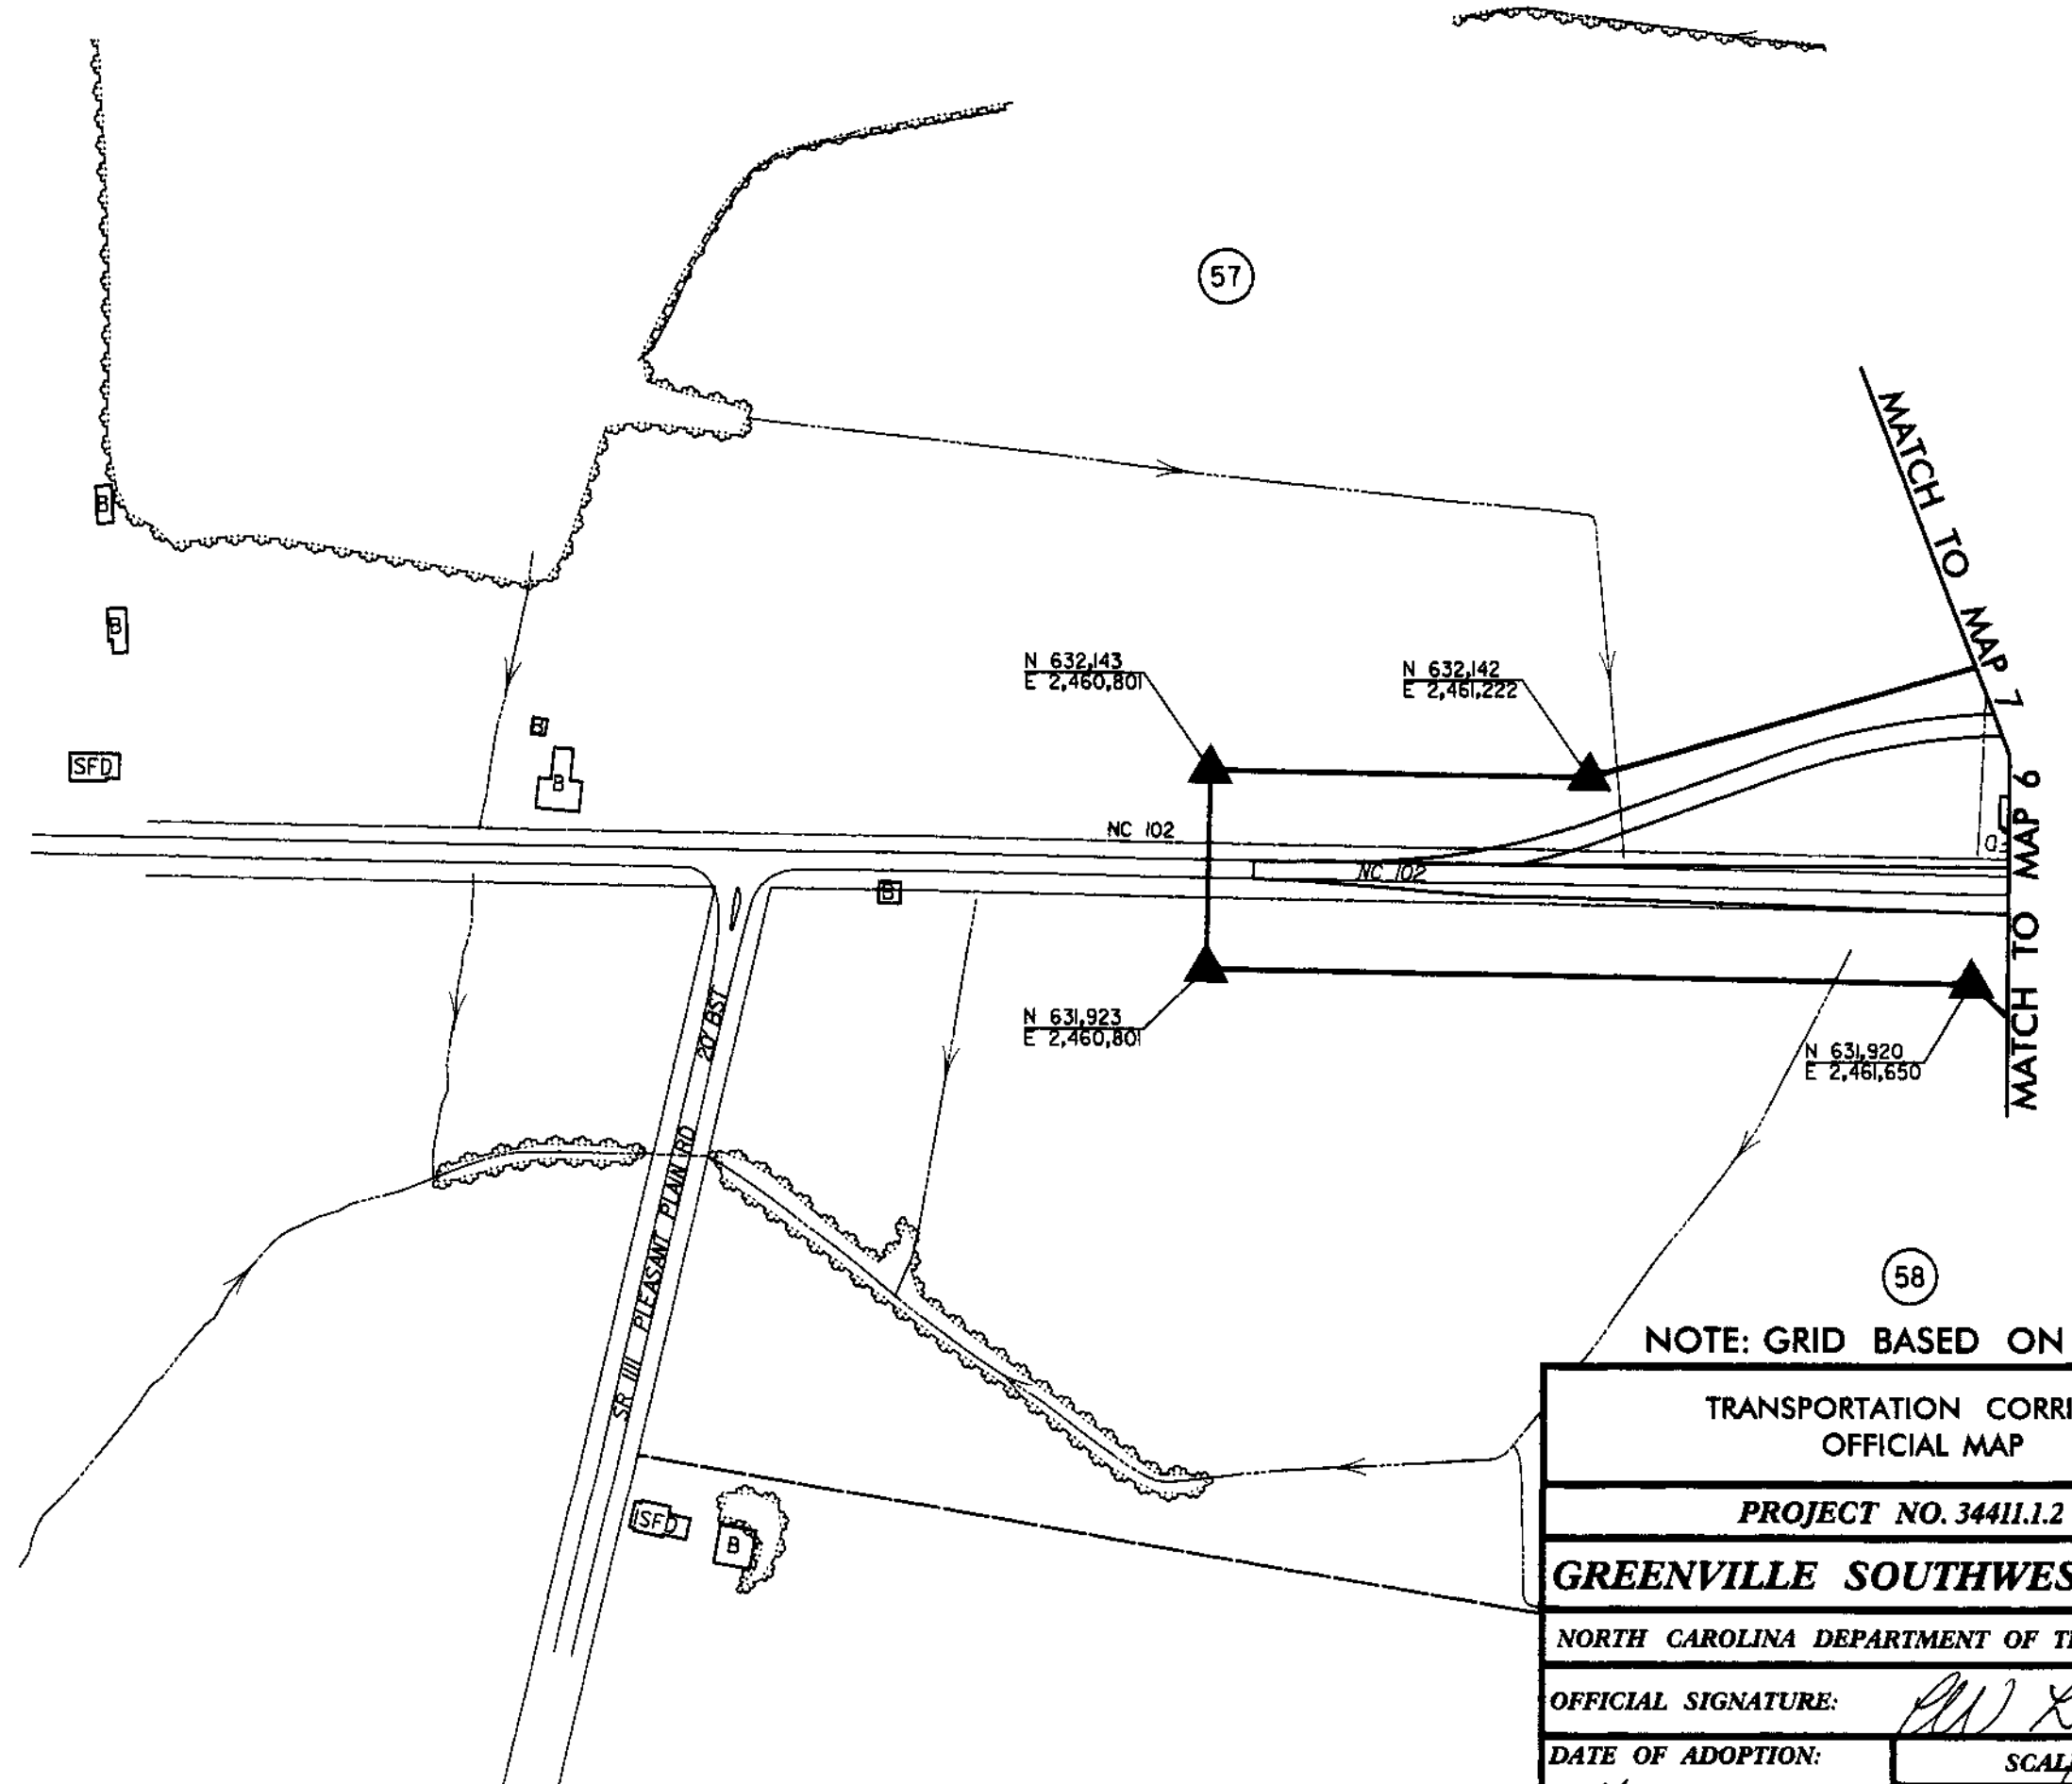 57
MATCH TO MAP 7
B
B
N 632,143
E 2,460,801
N 632,142
E 2,461,222
B
B
SFD
NC 102
NC 102
B
MATCH TO MAP 9
20' BST
N 631,923
E 2,460,801
N 631,920
E 2,461,650
SR 1111 PLEASANT PLAIN RD
58
NOTE: GRID BASED ON
TRANSPORTATION CORRI
OFFICIAL MAP
SFD
B
PROJECT NO. 34411.1.2
GREENVILLE SOUTHWES
NORTH CAROLINA DEPARTMENT OF T
OFFICIAL SIGNATURE:
DATE OF ADOPTION:
SCAL